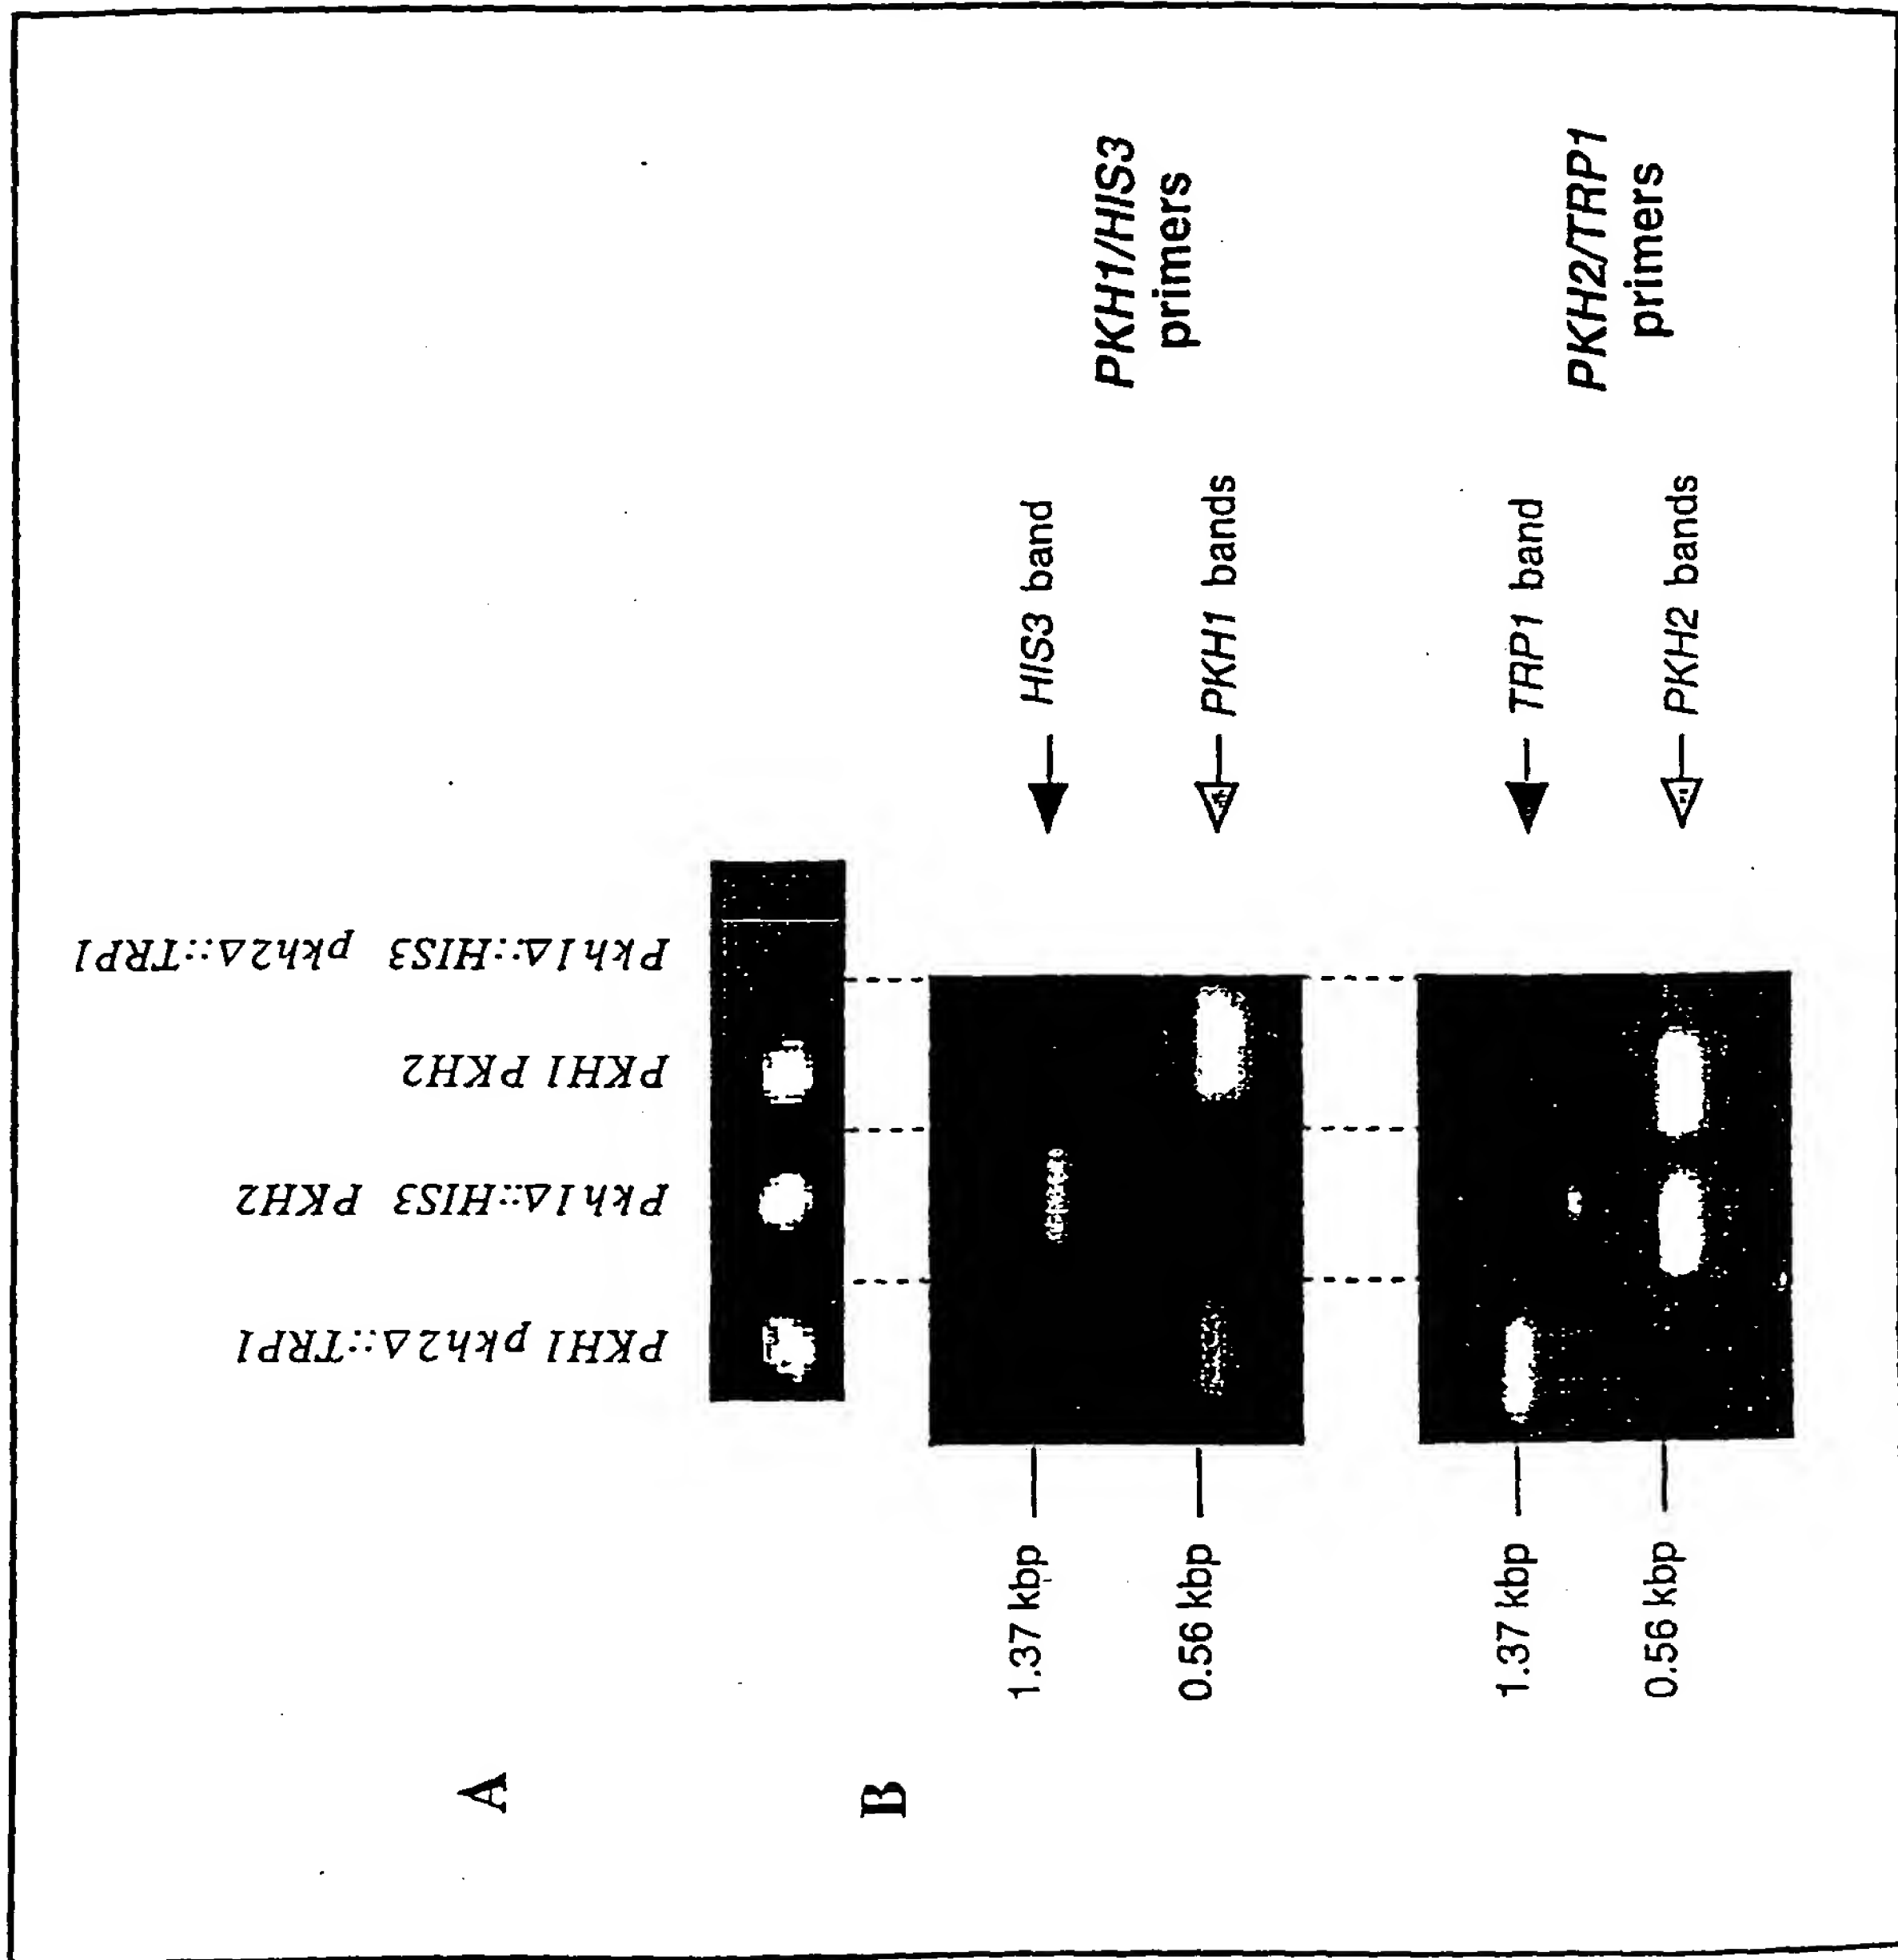 A
PKH1 pkh2Δ::TRP1
Pkh1Δ::HIS3 PKH2
PKH1 PKH2
Pkh1Δ::HIS3 pkh2Δ::TRP1
B
1.37 kbp
0.56 kbp
HIS3 band
PKH1 bands
PKH1/HIS3
primers
1.37 kbp
0.56 kbp
TRP1 band
PKH2 bands
PKH2/TRP1
primers